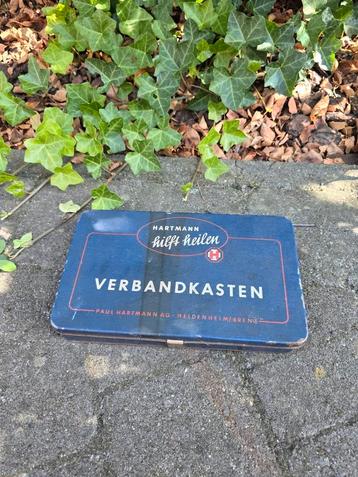 HARTMANN
hilft heilen
H
VERBANDKASTEN
PAUL HARTMANN AG - HEIDENHEIM/BRENZ